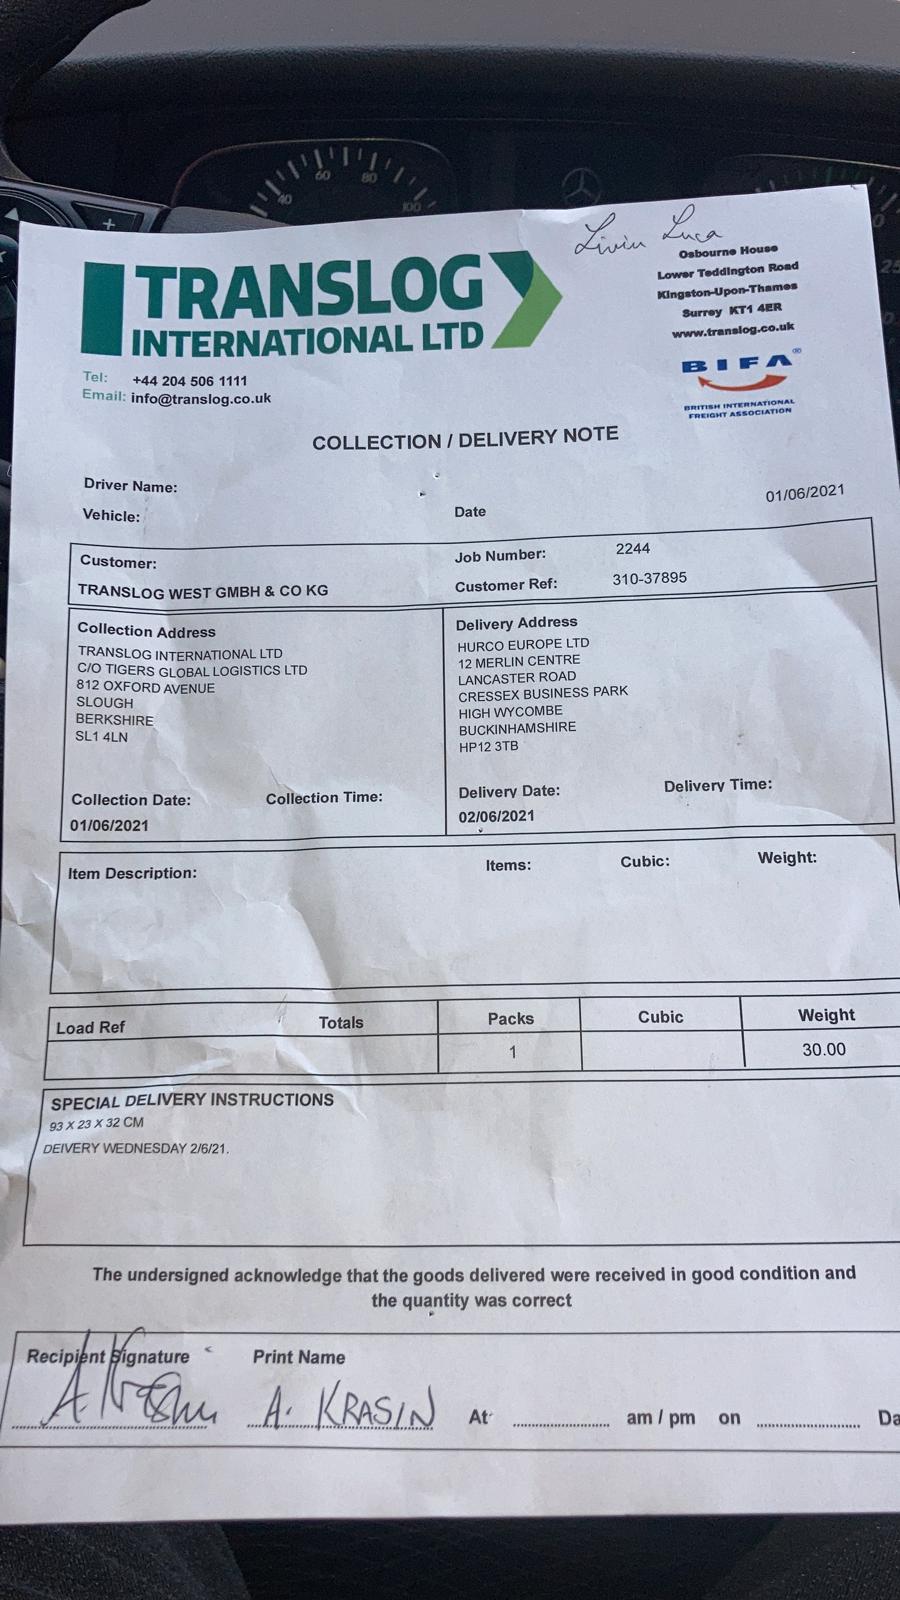 Livin Luca
TRANSLOG
INTERNATIONAL LTD
Osbourne House
Lower Teddington Road
Kingston-Upon-Thames
Surrey KT1 4ER
www.translog.co.uk
BIFA®
BRITISH INTERNATIONAL
FREIGHT ASSOCIATION
Tel: +44 204 506 1111
Email: info@translog.co.uk
COLLECTION / DELIVERY NOTE
Driver Name:
Vehicle:
Date 01/06/2021
Customer:
TRANSLOG WEST GMBH & CO KG
Job Number: 2244
Customer Ref: 310-37895
Collection Address
TRANSLOG INTERNATIONAL LTD
C/O TIGERS GLOBAL LOGISTICS LTD
812 OXFORD AVENUE
SLOUGH
BERKSHIRE
SL1 4LN
Collection Date: Collection Time:
01/06/2021
Delivery Address
HURCO EUROPE LTD
12 MERLIN CENTRE
LANCASTER ROAD
CRESSEX BUSINESS PARK
HIGH WYCOMBE
BUCKINHAMSHIRE
HP12 3TB
Delivery Date: Delivery Time:
02/06/2021
Item Description: Items: Cubic: Weight:
Load Ref Totals Packs Cubic Weight
1 30.00
SPECIAL DELIVERY INSTRUCTIONS
93 X 23 X 32 CM
DEIVERY WEDNESDAY 2/6/21.
The undersigned acknowledge that the goods delivered were received in good condition and
the quantity was correct
Recipient Signature Print Name
A. KRASIN At am / pm on Da
40 60 80 100